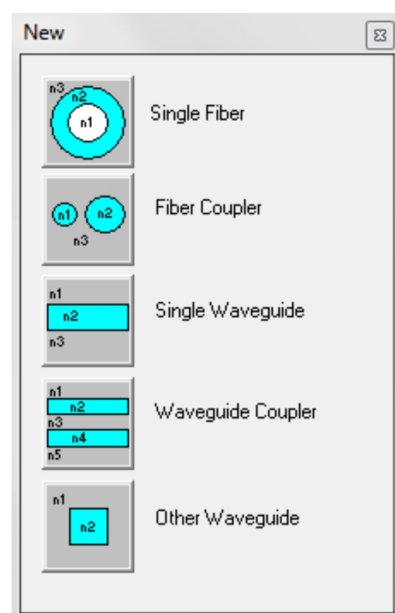 New
n3
n2
n1
Single Fiber
n1
n2
n3
Fiber Coupler
n1
n2
n3
Single Waveguide
n1
n2
n3
n4
n5
Waveguide Coupler
n1
n2
Other Waveguide